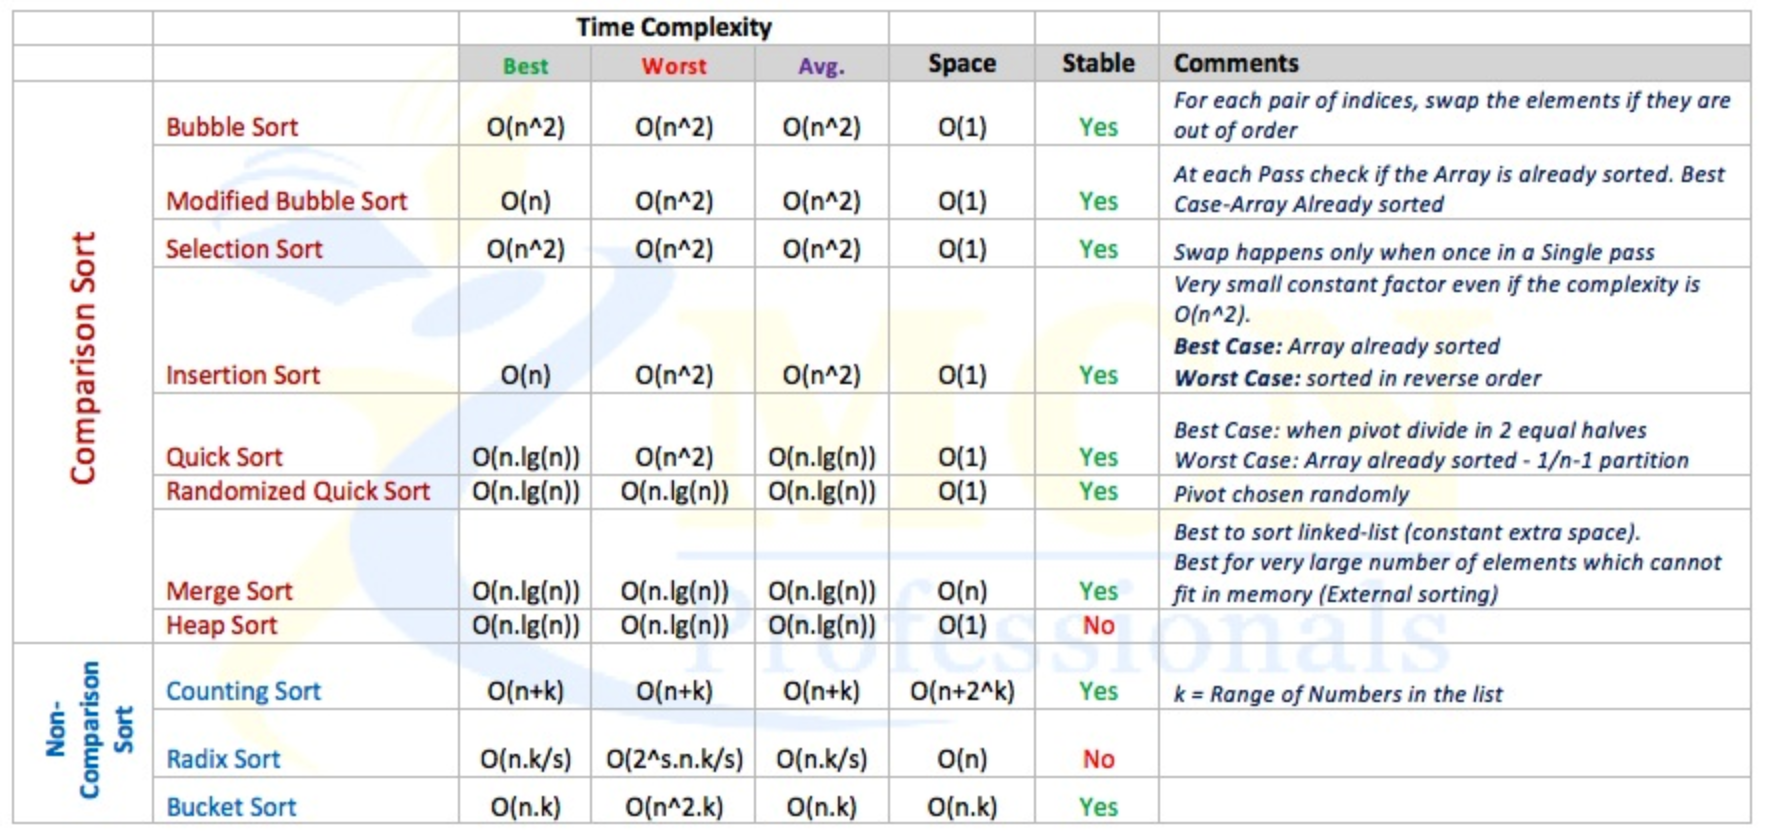 Time Complexity
Best Worst Avg. Space Stable Comments
Comparison Sort
Bubble Sort O(n^2) O(n^2) O(n^2) O(1) Yes For each pair of indices, swap the elements if they are
out of order
Modified Bubble Sort O(n) O(n^2) O(n^2) O(1) Yes At each Pass check if the Array is already sorted. Best
Case-Array Already sorted
Selection Sort O(n^2) O(n^2) O(n^2) O(1) Yes Swap happens only when once in a Single pass
Insertion Sort O(n) O(n^2) O(n^2) O(1) Yes Very small constant factor even if the complexity is
O(n^2).
Best Case: Array already sorted
Worst Case: sorted in reverse order
Quick Sort O(n.lg(n)) O(n^2) O(n.lg(n)) O(1) Yes Best Case: when pivot divide in 2 equal halves
Worst Case: Array already sorted - 1/n-1 partition
Randomized Quick Sort O(n.lg(n)) O(n.lg(n)) O(n.lg(n)) O(1) Yes Pivot chosen randomly
Merge Sort O(n.lg(n)) O(n.lg(n)) O(n.lg(n)) O(n) Yes Best to sort linked-list (constant extra space).
Best for very large number of elements which cannot
fit in memory (External sorting)
Heap Sort O(n.lg(n)) O(n.lg(n)) O(n.lg(n)) O(1) No
Non-
Comparison
Sort
Counting Sort O(n+k) O(n+k) O(n+k) O(n+2^k) Yes k = Range of Numbers in the list
Radix Sort O(n.k/s) O(2^s.n.k/s) O(n.k/s) O(n) No
Bucket Sort O(n.k) O(n^2.k) O(n.k) O(n.k) Yes
MCN
Professionals